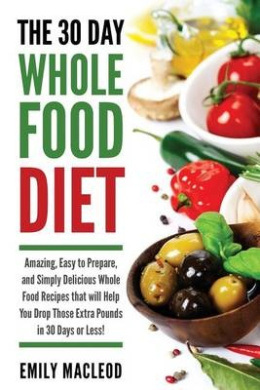 THE 30 DAY
WHOLE
FOOD
DIET
Amazing, Easy to Prepare,
and Simply Delicious Whole
Food Recipes that will Help
You Drop Those Extra Pounds
in 30 Days or Less!
EMILY MACLEOD